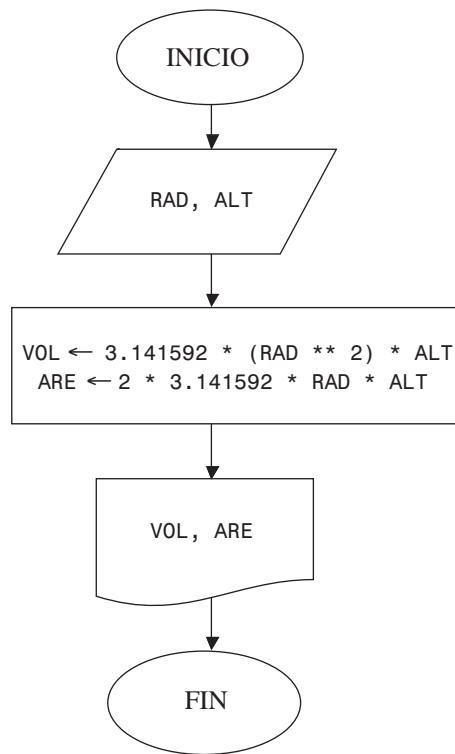 INICIO
RAD, ALT
VOL ← 3.141592 * (RAD ** 2) * ALT
ARE ← 2 * 3.141592 * RAD * ALT
VOL, ARE
FIN